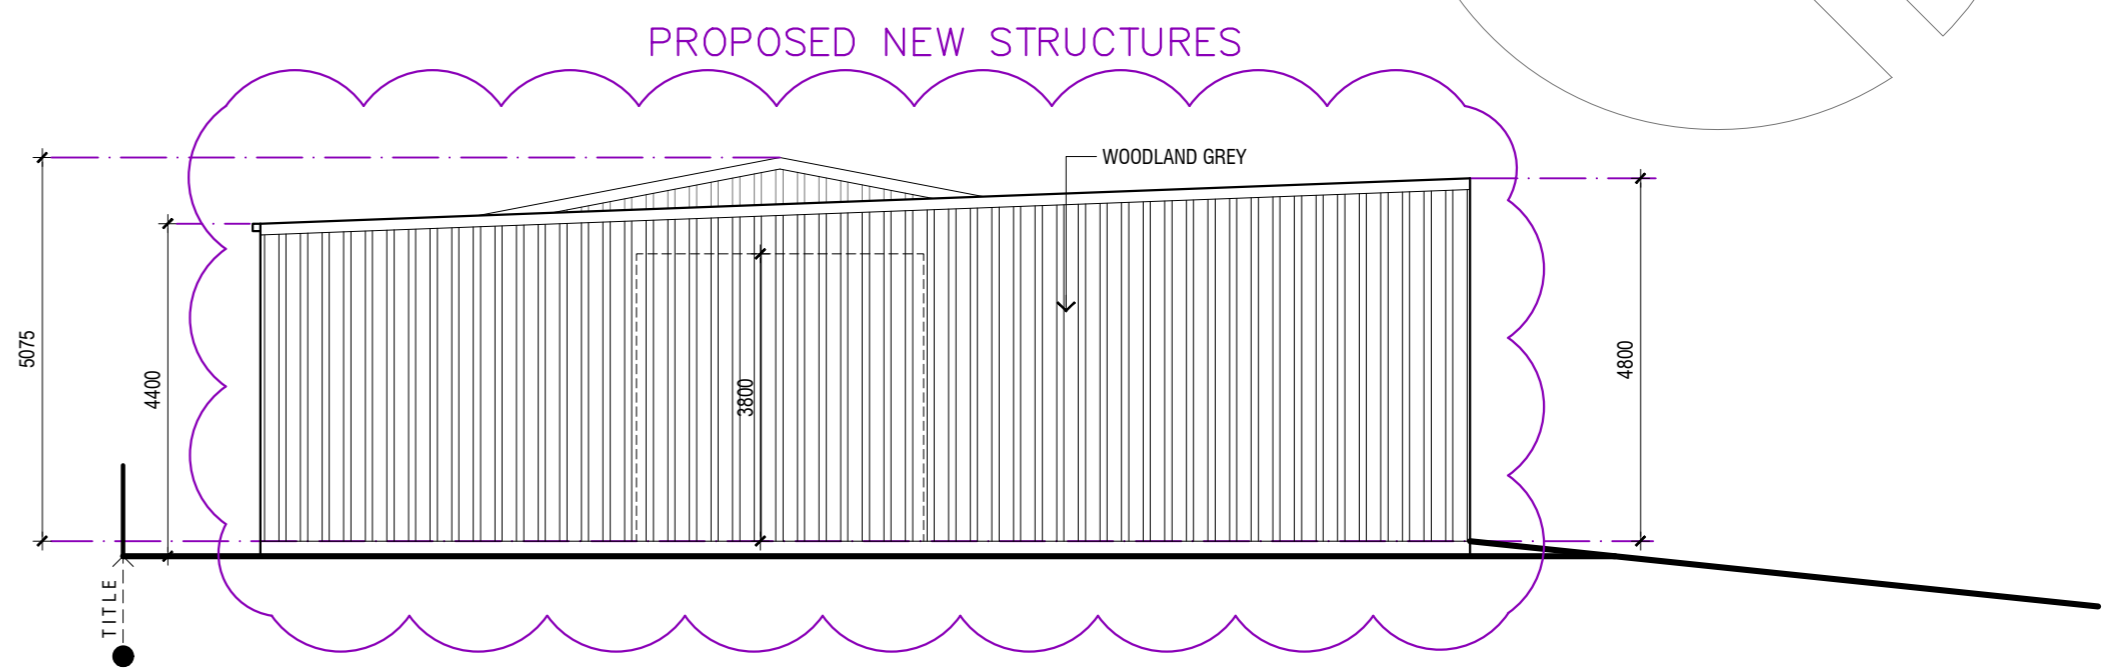 PROPOSED NEW STRUCTURES
WOODLAND GREY
5075
4400
3800
4800
TITLE